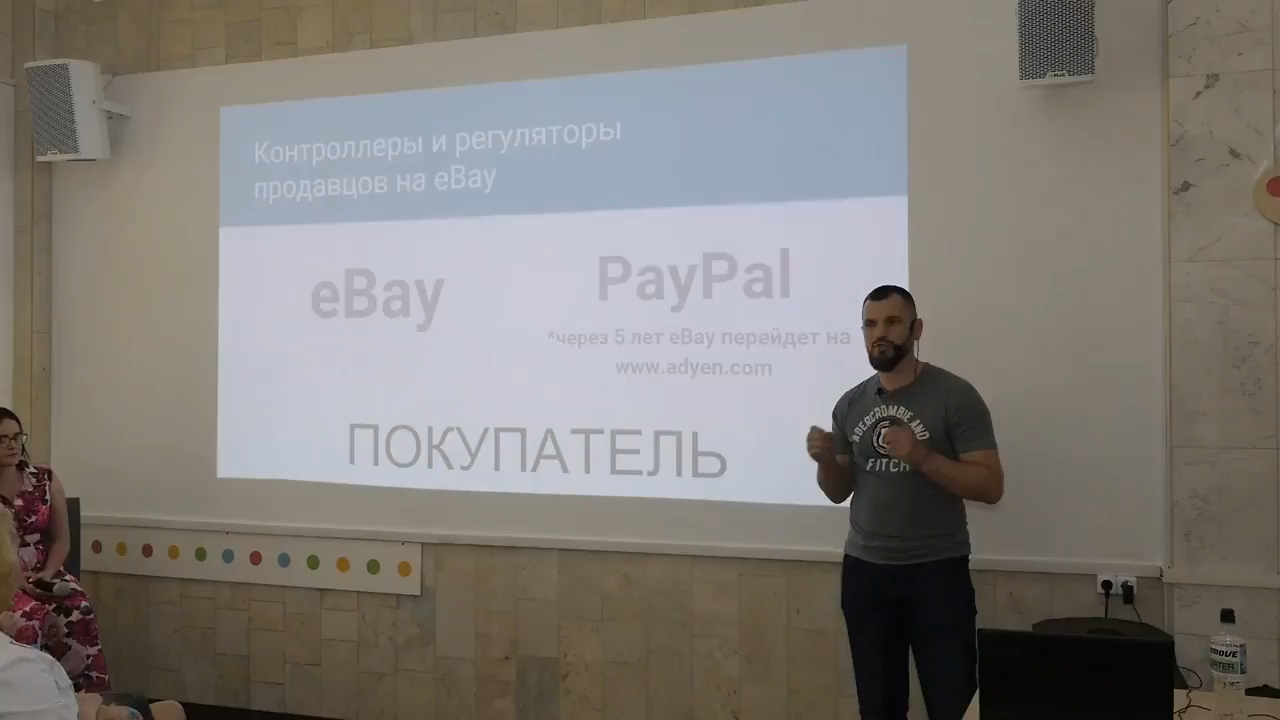 Контроллеры и регуляторы
продавцов на eBay
eBay
PayPal
*через 5 лет eBay перейдет на
www.adyen.com
ПОКУПАТЕЛЬ
ABERCROMBIE AND
FITCH